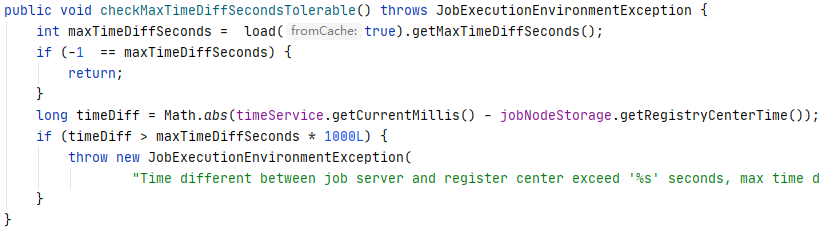 public void checkMaxTimeDiffSecondsTolerable() throws JobExecutionEnvironmentException {
    int maxTimeDiffSeconds =  load( fromCache: true).getMaxTimeDiffSeconds();
    if (-1  == maxTimeDiffSeconds) {
        return;
    }
    long timeDiff = Math.abs(timeService.getCurrentMillis() - jobNodeStorage.getRegistryCenterTime());
    if (timeDiff > maxTimeDiffSeconds * 1000L) {
        throw new JobExecutionEnvironmentException(
                "Time different between job server and register center exceed '%s' seconds, max time d
    }
}